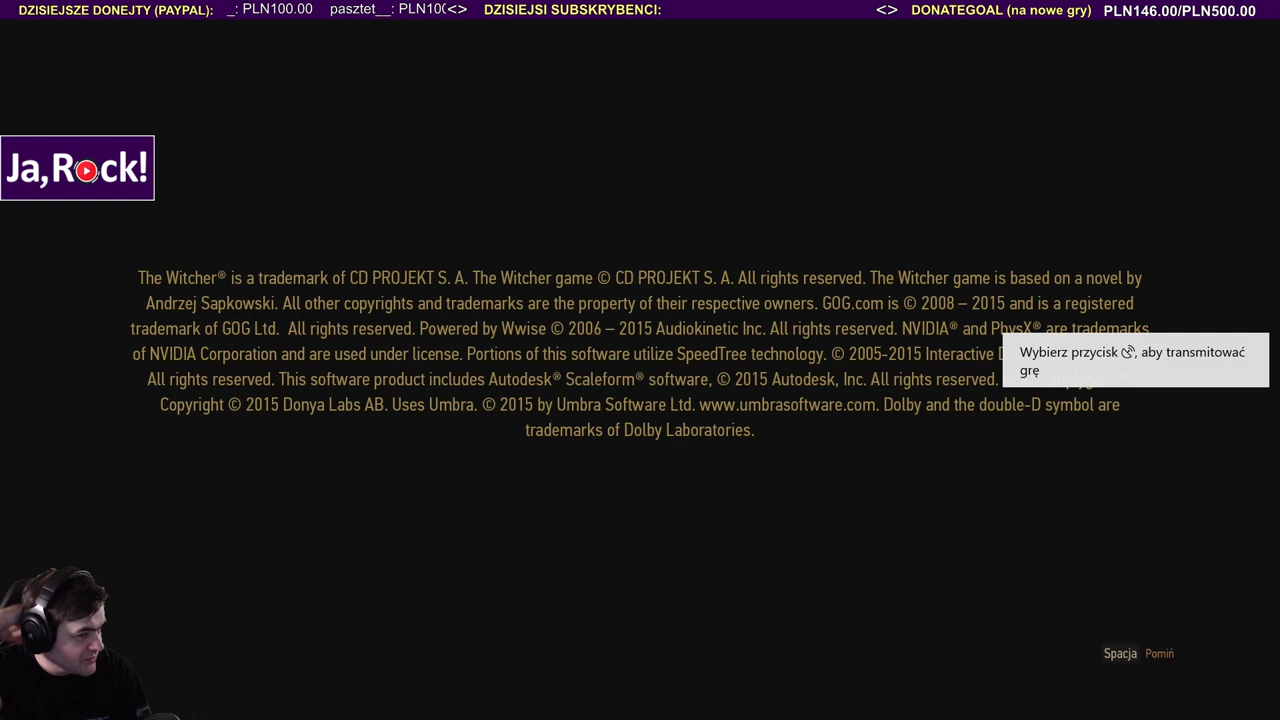 DZISIEJSZE DONEJTY (PAYPAL): _: PLN100.00 pasztet__: PLN10 <> DZISIEJSI SUBSKRYBENCI: <> DONATEGOAL (na nowe gry) PLN146.00/PLN500.00
Ja,Rock!
The Witcher® is a trademark of CD PROJEKT S. A. The Witcher game © CD PROJEKT S. A. All rights reserved. The Witcher game is based on a novel by
Andrzej Sapkowski. All other copyrights and trademarks are the property of their respective owners. GOG.com is © 2008 – 2015 and is a registered
trademark of GOG Ltd. All rights reserved. Powered by Wwise © 2006 – 2015 Audiokinetic Inc. All rights reserved. NVIDIA® and PhysX® are trademarks
of NVIDIA Corporation and are used under license. Portions of this software utilize SpeedTree technology. © 2005-2015 Interactive
All rights reserved. This software product includes Autodesk® Scaleform® software, © 2015 Autodesk, Inc. All rights reserved.
Copyright © 2015 Donya Labs AB. Uses Umbra. © 2015 by Umbra Software Ltd. www.umbrasoftware.com. Dolby and the double-D symbol are
trademarks of Dolby Laboratories.
Wybierz przycisk , aby transmitować
grę
Spacja Pomiń